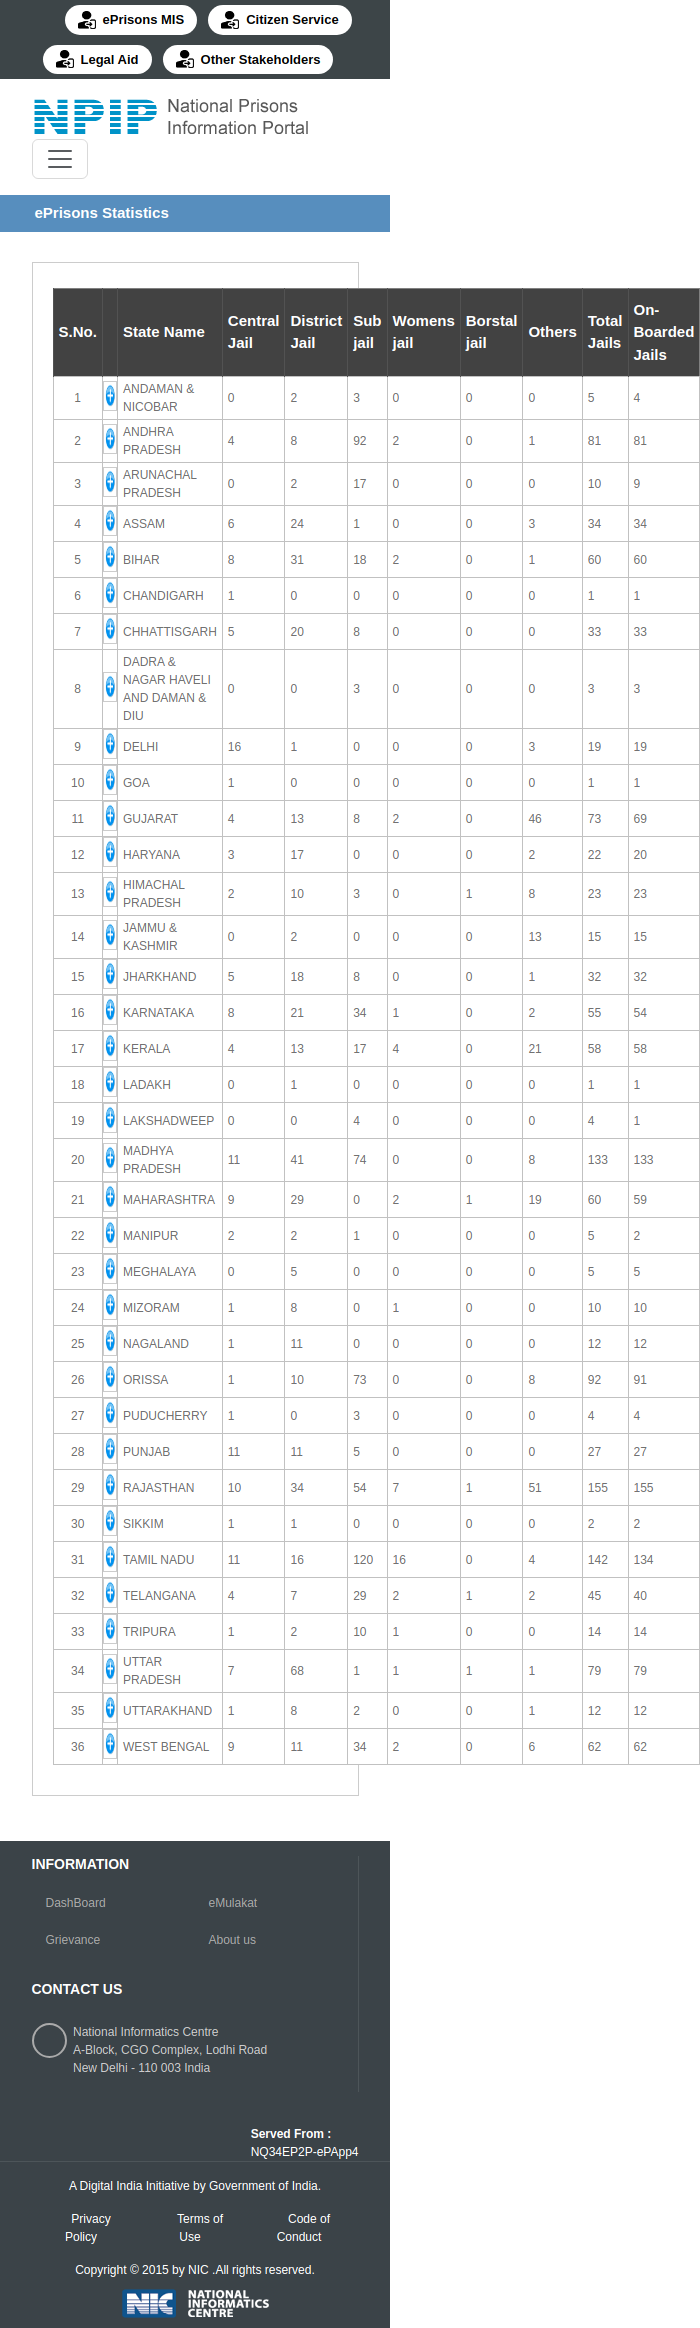 ePrisons MIS Citizen Service
Legal Aid Other Stakeholders
NPIP National Prisons
Information Portal
ePrisons Statistics
S.No. State Name Central Jail District Jail Sub jail Womens jail Borstal jail Others Total Jails On-Boarded Jails
1 ANDAMAN & NICOBAR 0 2 3 0 0 0 5 4
2 ANDHRA PRADESH 4 8 92 2 0 1 81 81
3 ARUNACHAL PRADESH 0 2 17 0 0 0 10 9
4 ASSAM 6 24 1 0 0 3 34 34
5 BIHAR 8 31 18 2 0 1 60 60
6 CHANDIGARH 1 0 0 0 0 0 1 1
7 CHHATTISGARH 5 20 8 0 0 0 33 33
8 DADRA & NAGAR HAVELI AND DAMAN & DIU 0 0 3 0 0 0 3 3
9 DELHI 16 1 0 0 0 3 19 19
10 GOA 1 0 0 0 0 0 1 1
11 GUJARAT 4 13 8 2 0 46 73 69
12 HARYANA 3 17 0 0 0 2 22 20
13 HIMACHAL PRADESH 2 10 3 0 1 8 23 23
14 JAMMU & KASHMIR 0 2 0 0 0 13 15 15
15 JHARKHAND 5 18 8 0 0 1 32 32
16 KARNATAKA 8 21 34 1 0 2 55 54
17 KERALA 4 13 17 4 0 21 58 58
18 LADAKH 0 1 0 0 0 0 1 1
19 LAKSHADWEEP 0 0 4 0 0 0 4 1
20 MADHYA PRADESH 11 41 74 0 0 8 133 133
21 MAHARASHTRA 9 29 0 2 1 19 60 59
22 MANIPUR 2 2 1 0 0 0 5 2
23 MEGHALAYA 0 5 0 0 0 0 5 5
24 MIZORAM 1 8 0 1 0 0 10 10
25 NAGALAND 1 11 0 0 0 0 12 12
26 ORISSA 1 10 73 0 0 8 92 91
27 PUDUCHERRY 1 0 3 0 0 0 4 4
28 PUNJAB 11 11 5 0 0 0 27 27
29 RAJASTHAN 10 34 54 7 1 51 155 155
30 SIKKIM 1 1 0 0 0 0 2 2
31 TAMIL NADU 11 16 120 16 0 4 142 134
32 TELANGANA 4 7 29 2 1 2 45 40
33 TRIPURA 1 2 10 1 0 0 14 14
34 UTTAR PRADESH 7 68 1 1 1 1 79 79
35 UTTARAKHAND 1 8 2 0 0 1 12 12
36 WEST BENGAL 9 11 34 2 0 6 62 62
INFORMATION
DashBoard eMulakat
Grievance About us
CONTACT US
National Informatics Centre
A-Block, CGO Complex, Lodhi Road
New Delhi - 110 003 India
Served From :
NQ34EP2P-ePApp4
A Digital India Initiative by Government of India.
Privacy Policy Terms of Use Code of Conduct
Copyright © 2015 by NIC .All rights reserved.
NIC NATIONAL
INFORMATICS
CENTRE